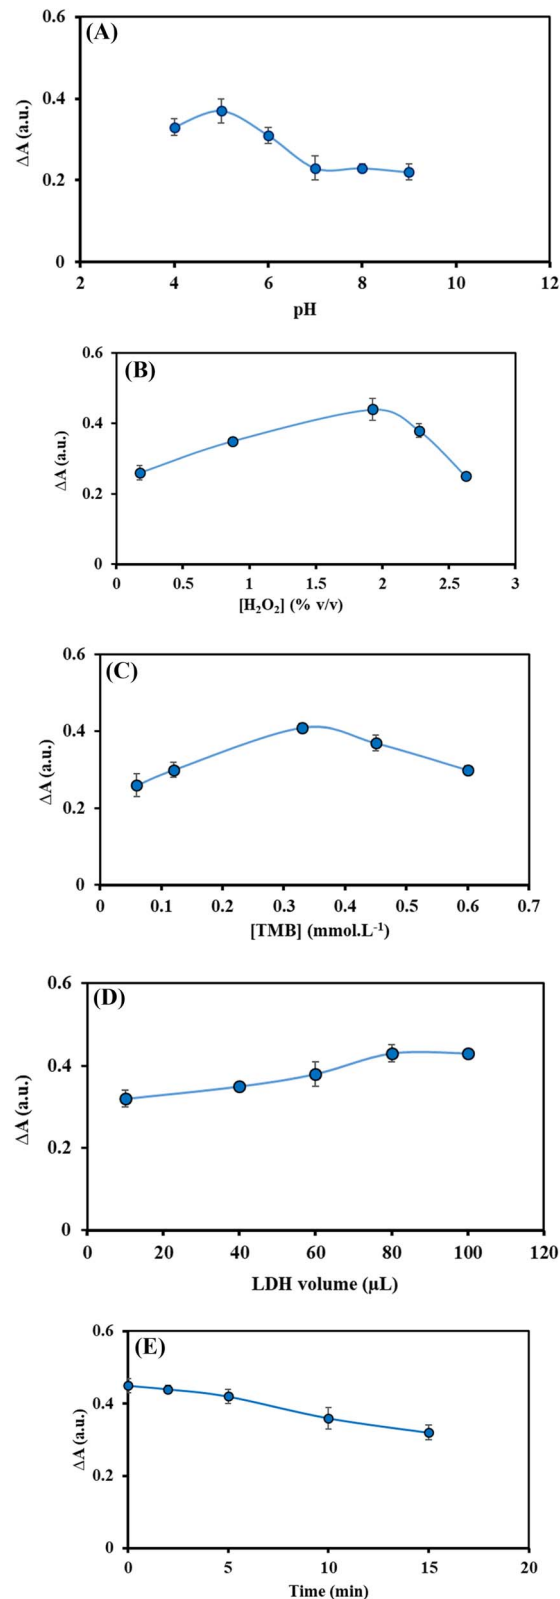 (A)
0.6
0.4
0.2
0
ΔA (a.u.)
2 4 6 8 10 12
pH
(B)
0.6
0.4
0.2
0
ΔA (a.u.)
0 0.5 1 1.5 2 2.5 3
[H₂O₂] (% v/v)
(C)
0.6
0.4
0.2
0
ΔA (a.u.)
0 0.1 0.2 0.3 0.4 0.5 0.6 0.7
[TMB] (mmol.L⁻¹)
(D)
0.6
0.4
0.2
0
ΔA (a.u.)
0 20 40 60 80 100 120
LDH volume (µL)
(E)
0.6
0.4
0.2
0
ΔA (a.u.)
0 5 10 15 20
Time (min)